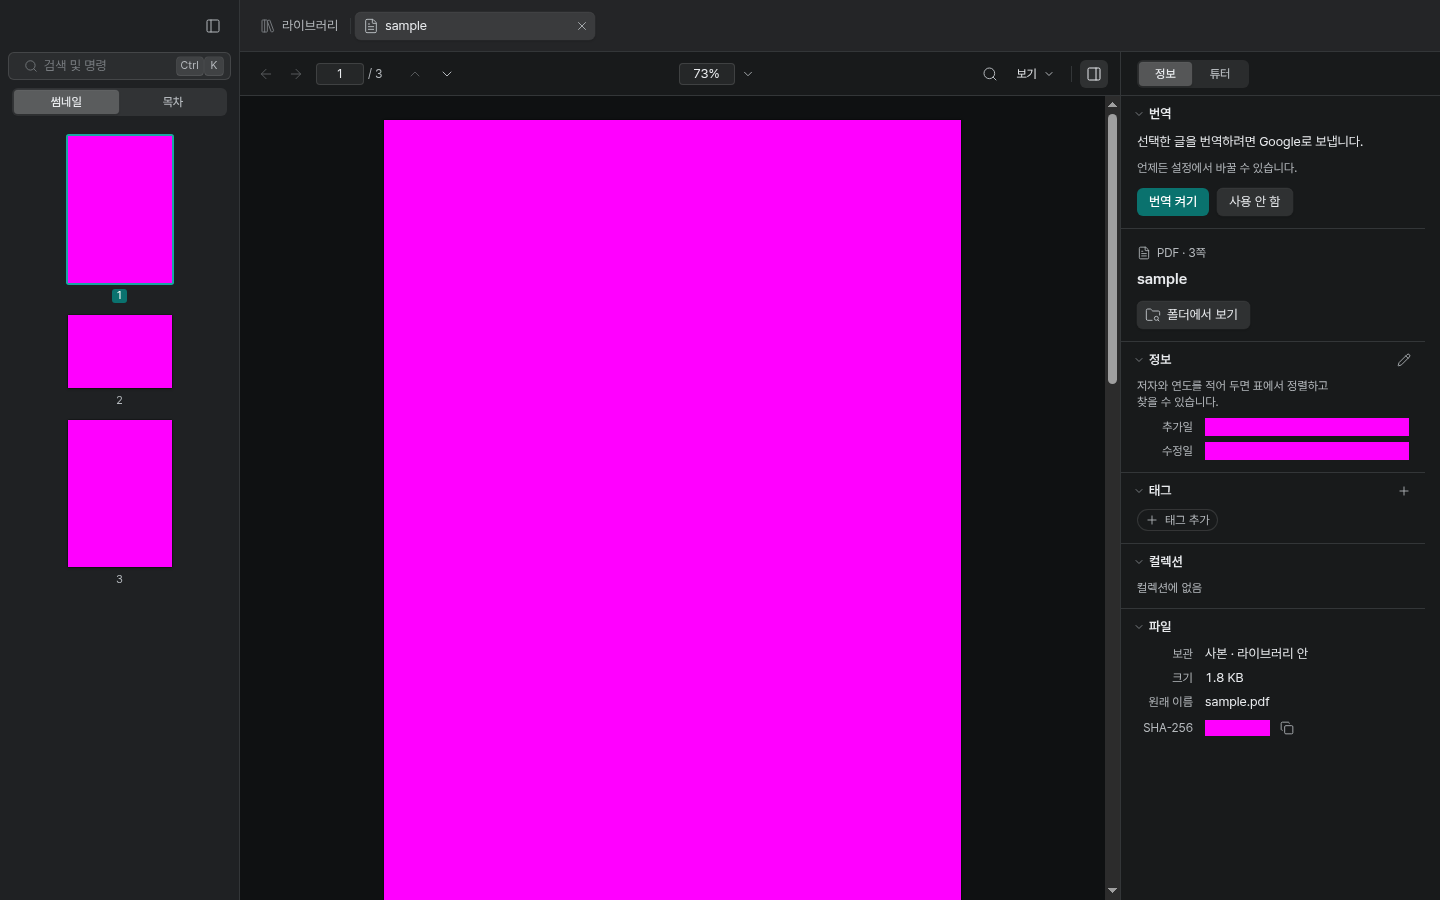 라이브러리
sample
검색 및 명령
Ctrl K
썸네일
목차
1
2
3
1 / 3
73%
보기
정보
튜터
번역
선택한 글을 번역하려면 Google로 보냅니다.
언제든 설정에서 바꿀 수 있습니다.
번역 켜기
사용 안 함
PDF · 3쪽
sample
폴더에서 보기
정보
저자와 연도를 적어 두면 표에서 정렬하고
찾을 수 있습니다.
추가일
수정일
태그
태그 추가
컬렉션
컬렉션에 없음
파일
보관 사본 · 라이브러리 안
크기 1.8 KB
원래 이름 sample.pdf
SHA-256